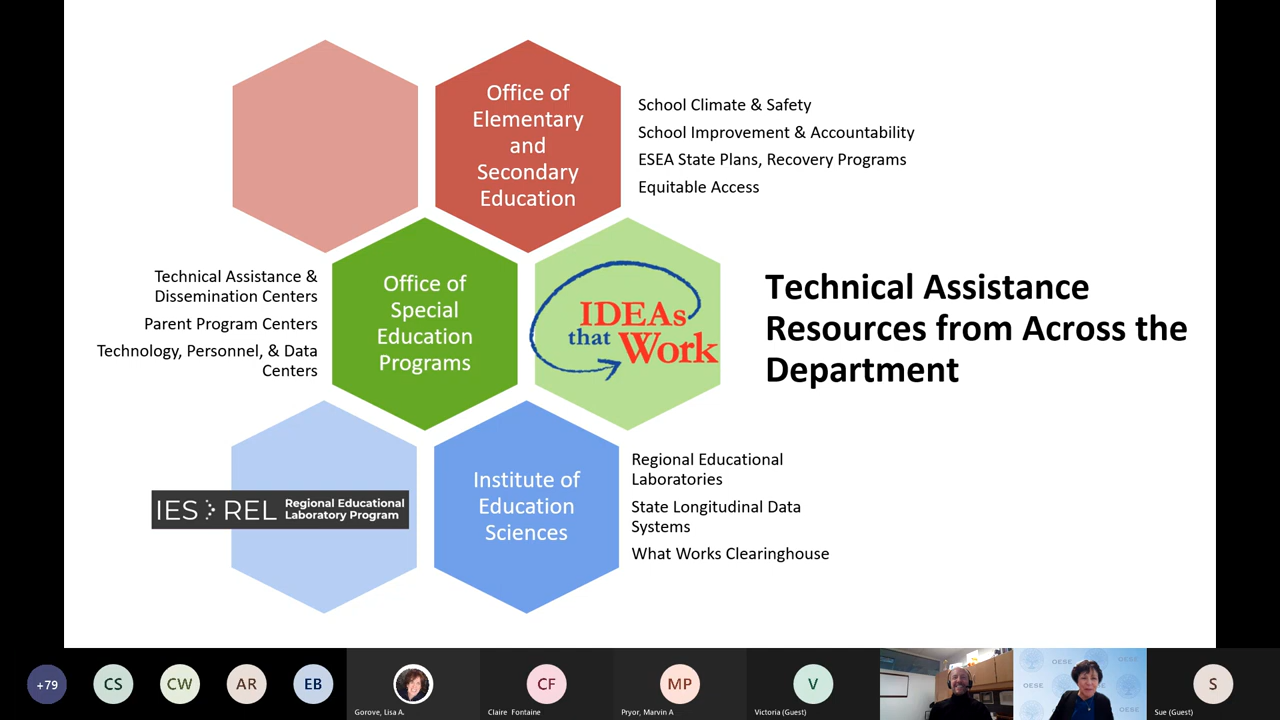 Office of
Elementary
and
Secondary
Education
School Climate & Safety
School Improvement & Accountability
ESEA State Plans, Recovery Programs
Equitable Access
Technical Assistance &
Dissemination Centers
Parent Program Centers
Technology, Personnel, & Data
Centers
Office of
Special
Education
Programs
IDEAs
that Work
Technical Assistance
Resources from Across the
Department
IES REL Regional Educational
Laboratory Program
Institute of
Education
Sciences
Regional Educational
Laboratories
State Longitudinal Data
Systems
What Works Clearinghouse
+79
CS
CW
AR
EB
Gorove, Lisa A.
CF
Claire Fontaine
MP
Pryor, Marvin A
V
Victoria (Guest)
OESE
OESE
OESE
S
Sue (Guest)